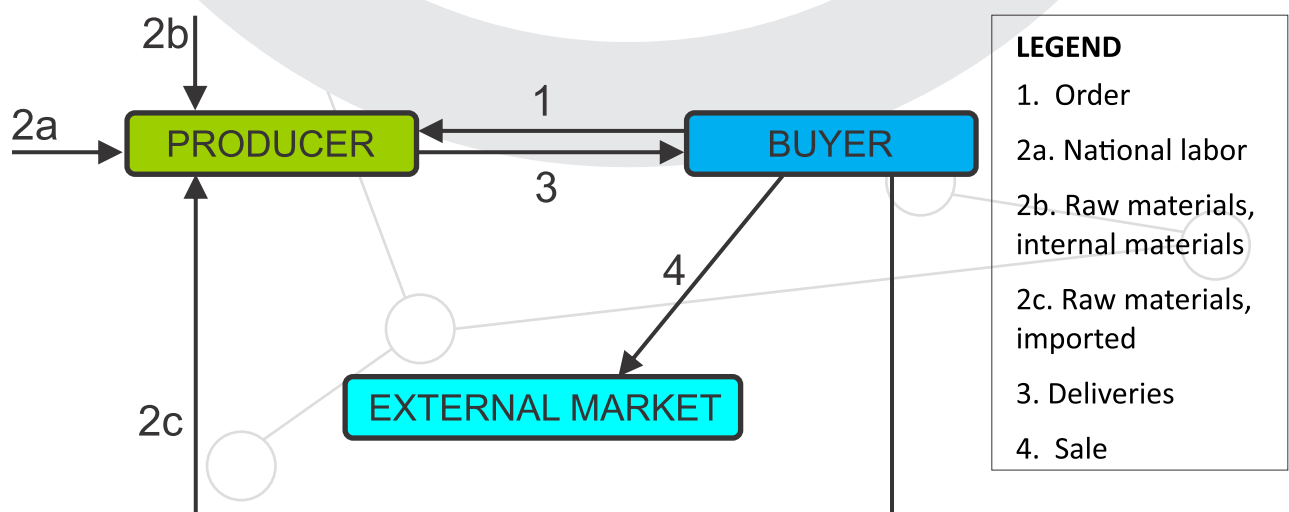 2b
2a
PRODUCER
1
3
BUYER
4
2c
EXTERNAL MARKET
LEGEND
1. Order
2a. National labor
2b. Raw materials,
internal materials
2c. Raw materials,
imported
3. Deliveries
4. Sale